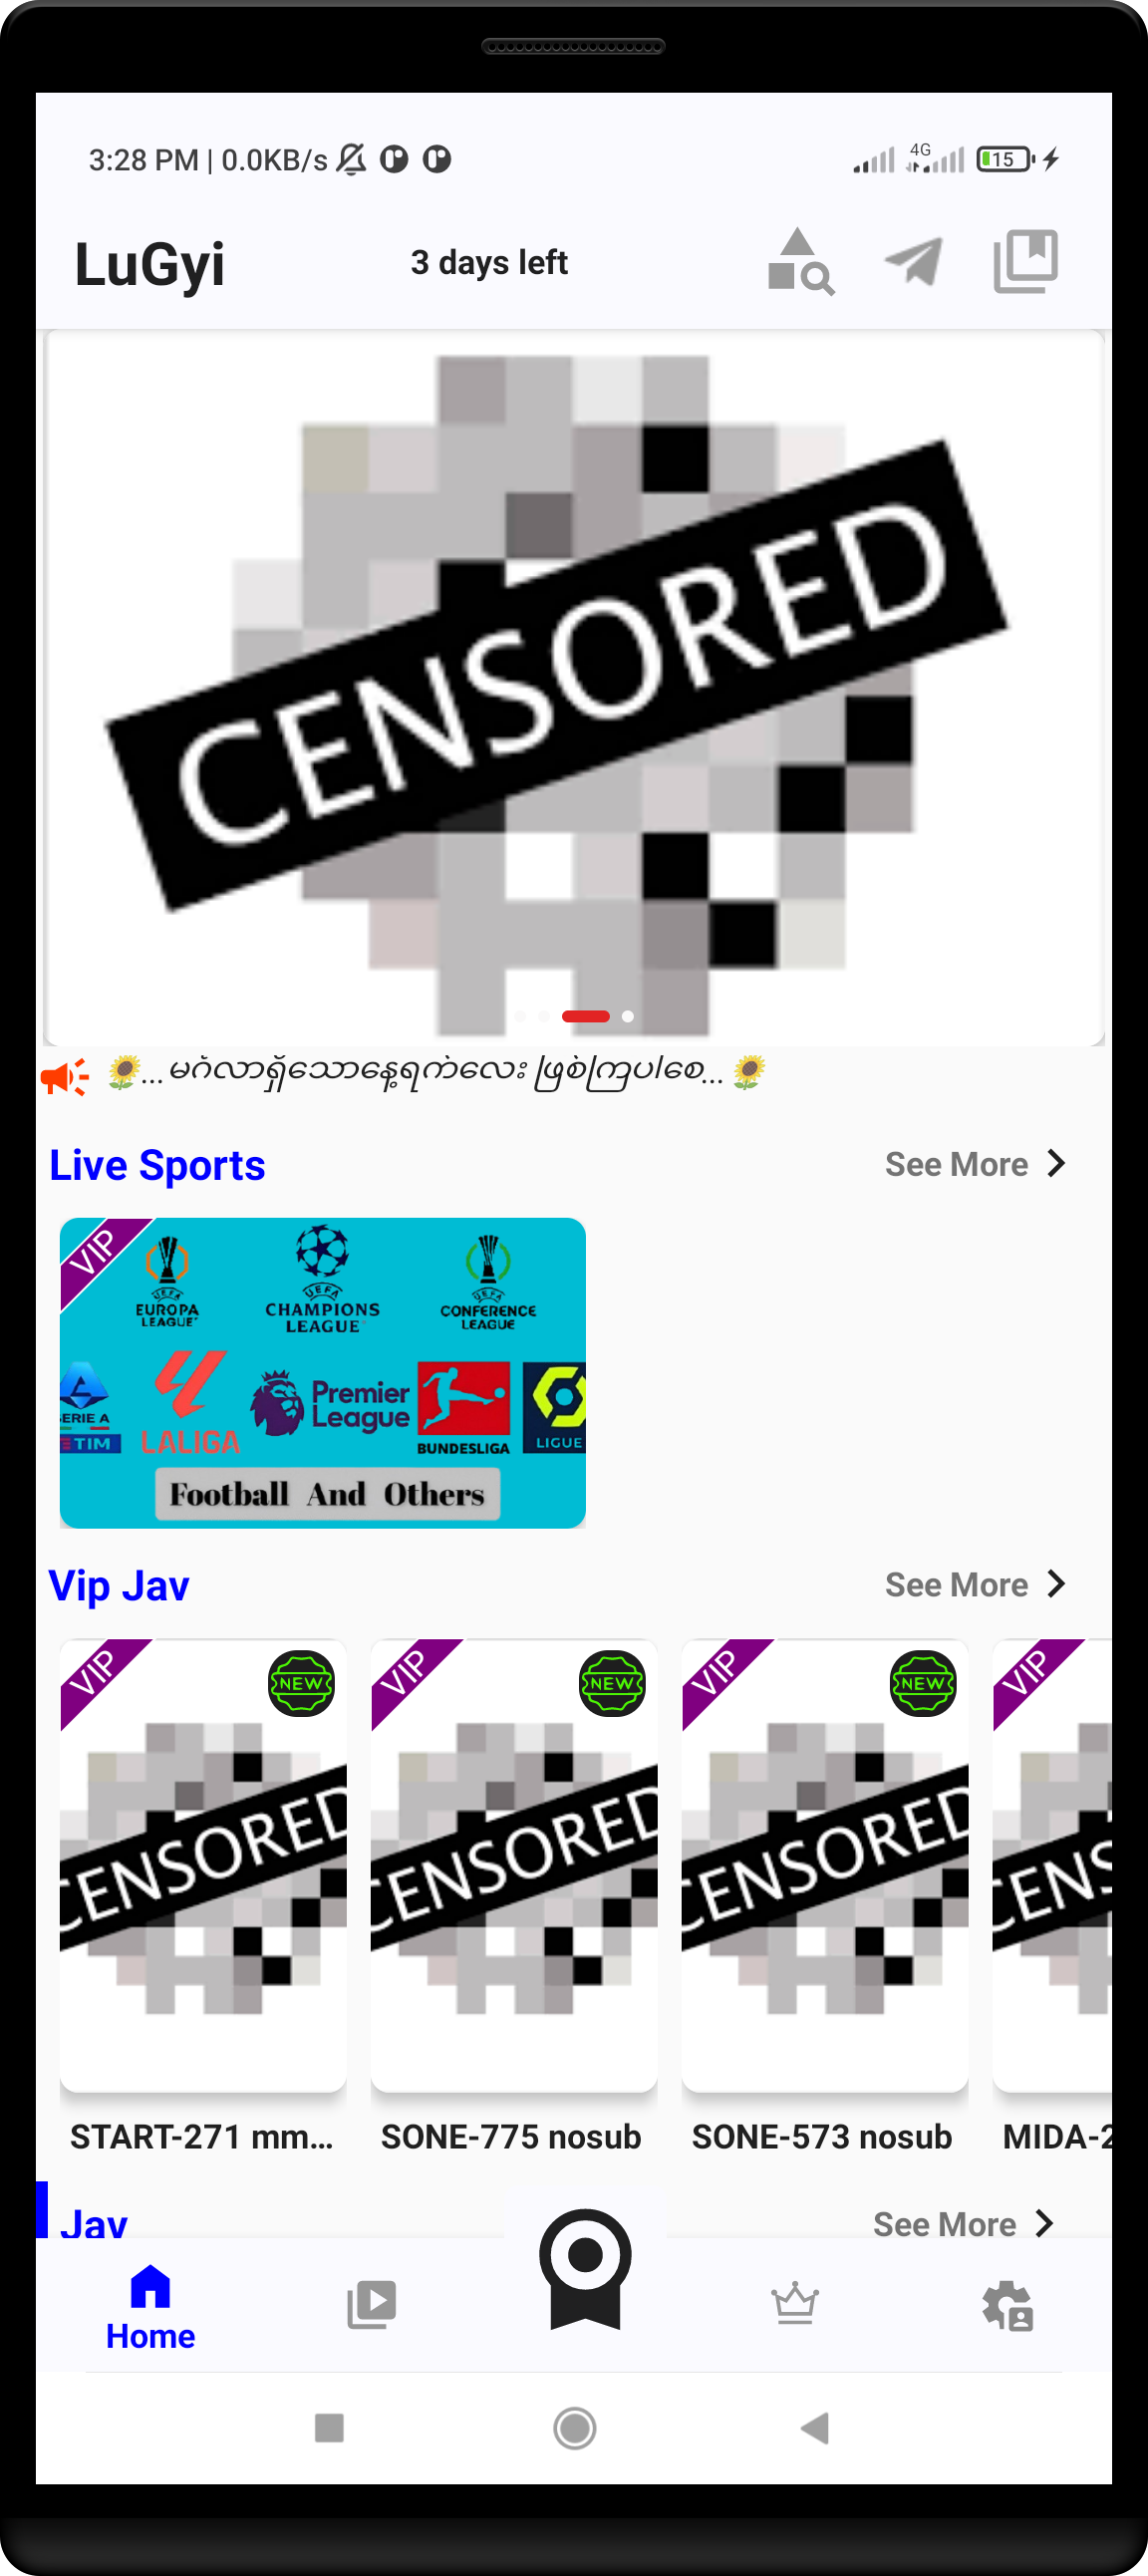 3:28 PM | 0.0KB/s
4G
15
LuGyi
3 days left
CENSORED
🌻...မင်္ဂလာရှိသောနေ့ရက်လေး ဖြစ်ကြပါစေ...🌻
Live Sports
See More
VIP
UEFA
EUROPA
LEAGUE
UEFA
CHAMPIONS
LEAGUE
UEFA
CONFERENCE
LEAGUE
SERIE A
TIM
LALIGA
Premier
League
BUNDESLIGA
LIGUE
Football And Others
Vip Jav
See More
VIP NEW
VIP NEW
VIP NEW
VIP
CENSORED
CENSORED
CENSORED
CENS
START-271 mm...
SONE-775 nosub
SONE-573 nosub
MIDA-2
Jav
See More
Home